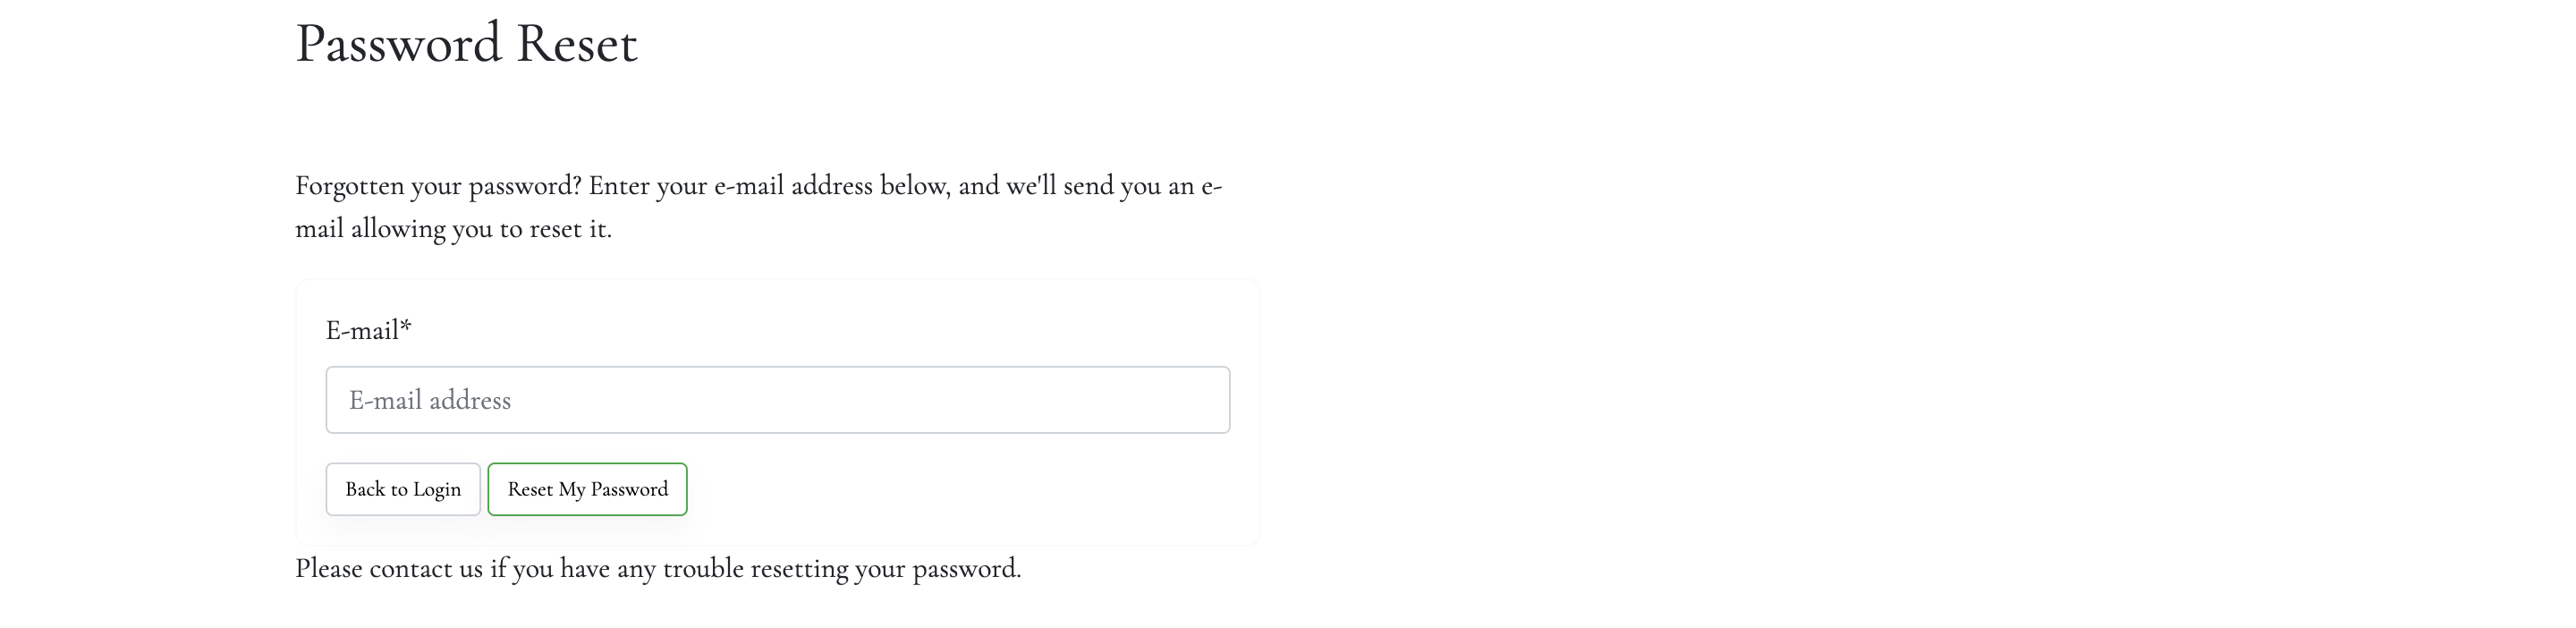 Password Reset
Forgotten your password? Enter your e-mail address below, and we'll send you an e-
mail allowing you to reset it.
E-mail*
E-mail address
Back to Login Reset My Password
Please contact us if you have any trouble resetting your password.